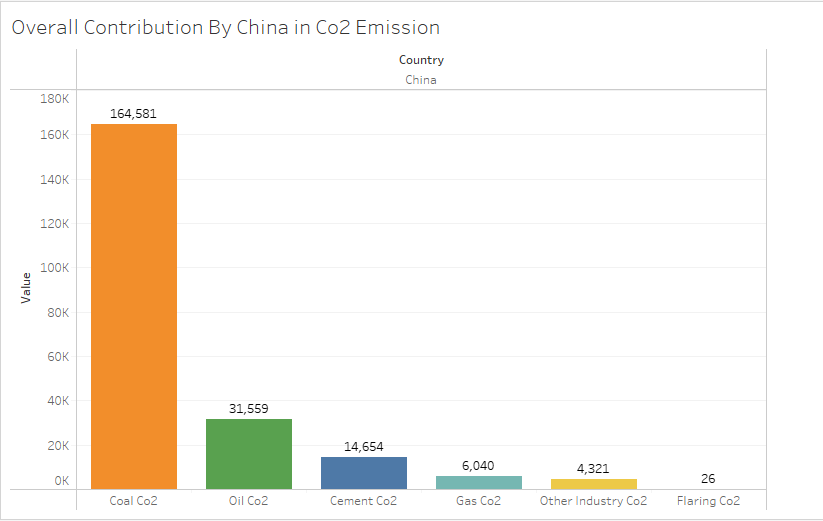 Overall Contribution By China in Co2 Emission
Country
China
180K
164,581
160K
140K
120K
100K
Value
80K
60K
40K
31,559
20K
14,654
6,040
4,321
26
0K
Coal Co2 Oil Co2 Cement Co2 Gas Co2 Other Industry Co2 Flaring Co2